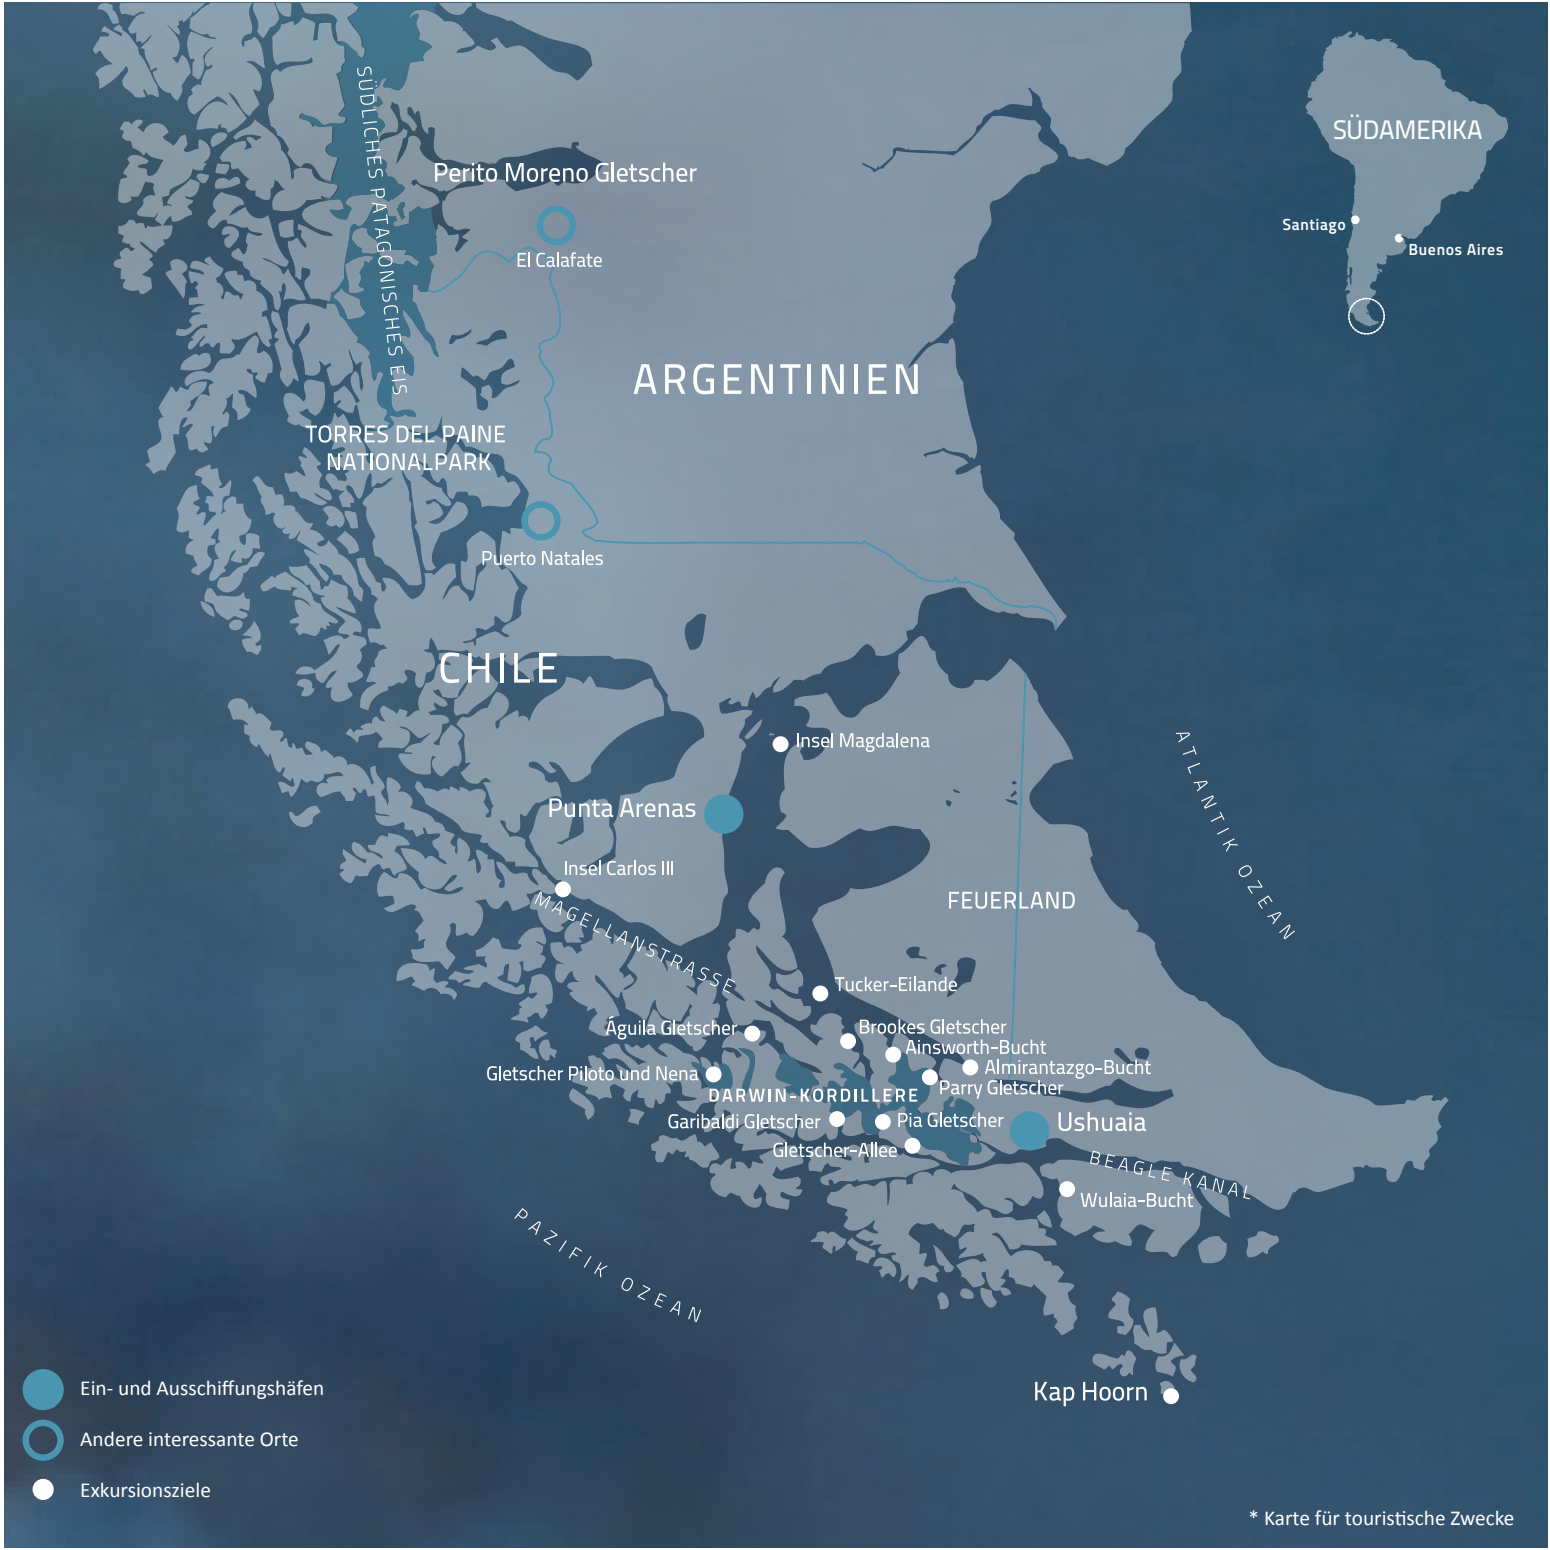 SÜDLICHES PATAGONISCHES EIS
SÜDAMERIKA
Santiago
Buenos Aires
Perito Moreno Gletscher
El Calafate
ARGENTINIEN
TORRES DEL PAINE
NATIONALPARK
Puerto Natales
CHILE
Insel Magdalena
ATLANTIK OZEAN
Punta Arenas
Insel Carlos III
MAGELLANSTRASSE
FEUERLAND
Tucker-Eilande
Águila Gletscher
Brookes Gletscher
Ainsworth-Bucht
Almirantazgo-Bucht
Gletscher Piloto und Nena
Parry Gletscher
DARWIN-KORDILLERE
Garibaldi Gletscher
Pia Gletscher
Ushuaia
Gletscher-Allee
BEAGLE KANAL
Wulaia-Bucht
PAZIFIK OZEAN
Kap Hoorn
Ein- und Ausschiffungshäfen
Andere interessante Orte
Exkursionsziele
* Karte für touristische Zwecke